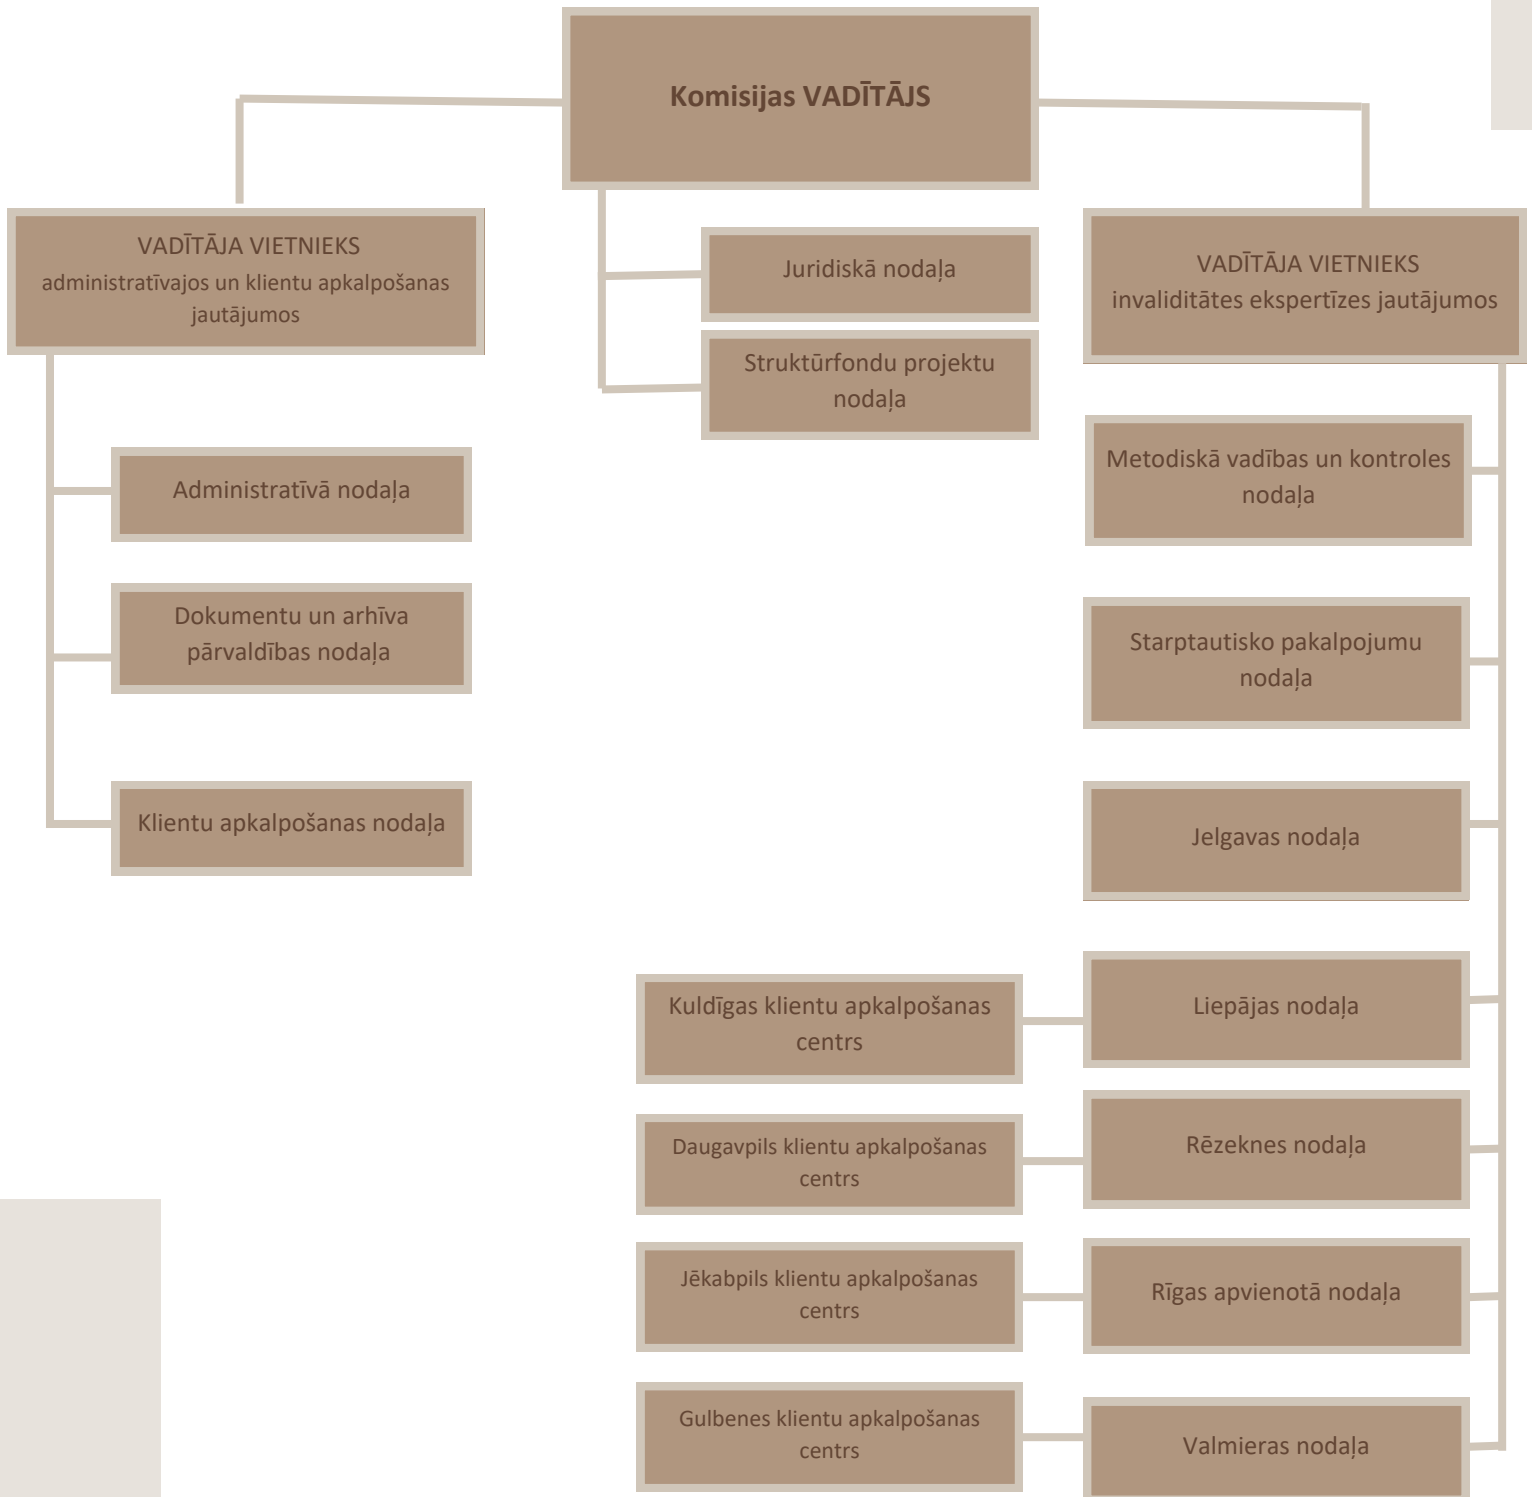 Komisijas VADĪTĀJS
VADĪTĀJA VIETNIEKS
administratīvajos un klientu apkalpošanas
jautājumos
Juridiskā nodaļa
Struktūrfondu projektu
nodaļa
VADĪTĀJA VIETNIEKS
invaliditātes ekspertīzes jautājumos
Administratīvā nodaļa
Dokumentu un arhīva
pārvaldības nodaļa
Klientu apkalpošanas nodaļa
Metodiskā vadības un kontroles
nodaļa
Starptautisko pakalpojumu
nodaļa
Jelgavas nodaļa
Kuldīgas klientu apkalpošanas
centrs
Liepājas nodaļa
Daugavpils klientu apkalpošanas
centrs
Rēzeknes nodaļa
Jēkabpils klientu apkalpošanas
centrs
Rīgas apvienotā nodaļa
Gulbenes klientu apkalpošanas
centrs
Valmieras nodaļa